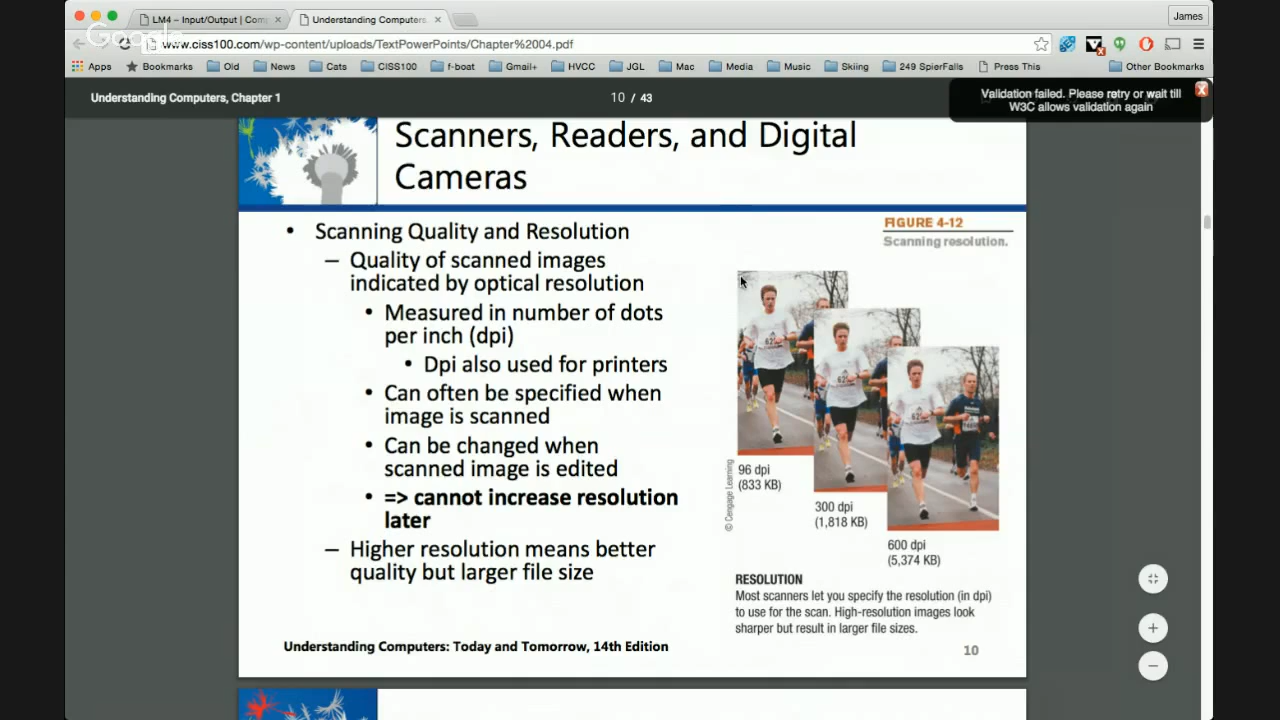 LM4 – Input/Output | Com
Understanding Computers,
James
Google
www.ciss100.com/wp-content/uploads/TextPowerPoints/Chapter%2004.pdf
Apps
Bookmarks
Old
News
Cats
CISS100
f-boat
Gmail+
HVCC
JGL
Mac
Media
Music
Skiing
249 SpierFalls
Press This
Other Bookmarks
Understanding Computers, Chapter 1
10 / 43
Validation failed. Please retry or wait till
W3C allows validation again
Scanners, Readers, and Digital
Cameras
• Scanning Quality and Resolution
– Quality of scanned images
indicated by optical resolution
• Measured in number of dots
per inch (dpi)
• Dpi also used for printers
• Can often be specified when
image is scanned
• Can be changed when
scanned image is edited
• => cannot increase resolution
later
– Higher resolution means better
quality but larger file size
FIGURE 4-12
Scanning resolution.
© Cengage Learning
96 dpi
(833 KB)
300 dpi
(1,818 KB)
600 dpi
(5,374 KB)
RESOLUTION
Most scanners let you specify the resolution (in dpi)
to use for the scan. High-resolution images look
sharper but result in larger file sizes.
Understanding Computers: Today and Tomorrow, 14th Edition
10